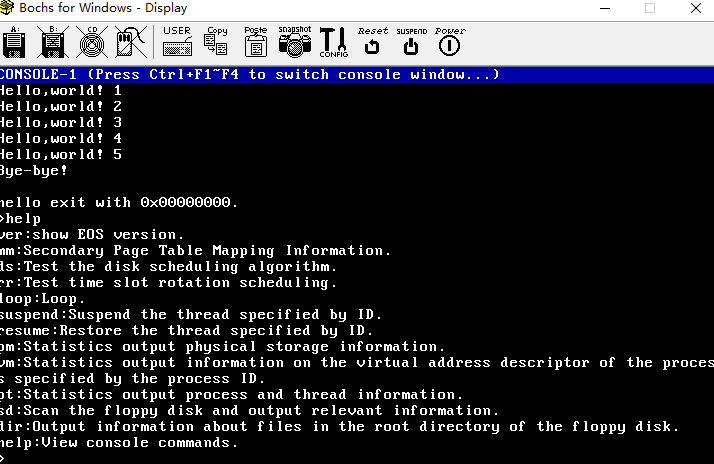 Bochs for Windows - Display
A:
B:
CD
USER
Copy
Paste
snapshot
CONFIG
Reset
SUSPEND
Power
CONSOLE-1 (Press Ctrl+F1~F4 to switch console window...)
Hello,world! 1
Hello,world! 2
Hello,world! 3
Hello,world! 4
Hello,world! 5
Bye-bye!
hello exit with 0x00000000.
>help
ver:show EOS version.
mm:Secondary Page Table Mapping Information.
ds:Test the disk scheduling algorithm.
rr:Test time slot rotation scheduling.
loop:Loop.
suspend:Suspend the thread specified by ID.
resume:Restore the thread specified by ID.
pm:Statistics output physical storage information.
vm:Statistics output information on the virtual address descriptor of the proces
s specified by the process ID.
pt:Statistics output process and thread information.
sd:Scan the floppy disk and output relevant information.
dir:Output information about files in the root directory of the floppy disk.
help:View console commands.
>